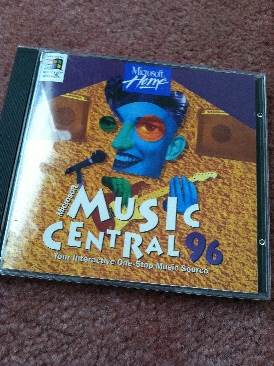 Microsoft
Home
Microsoft
MUSIC
CENTRAL 96
Your Interactive One-Stop Music Source